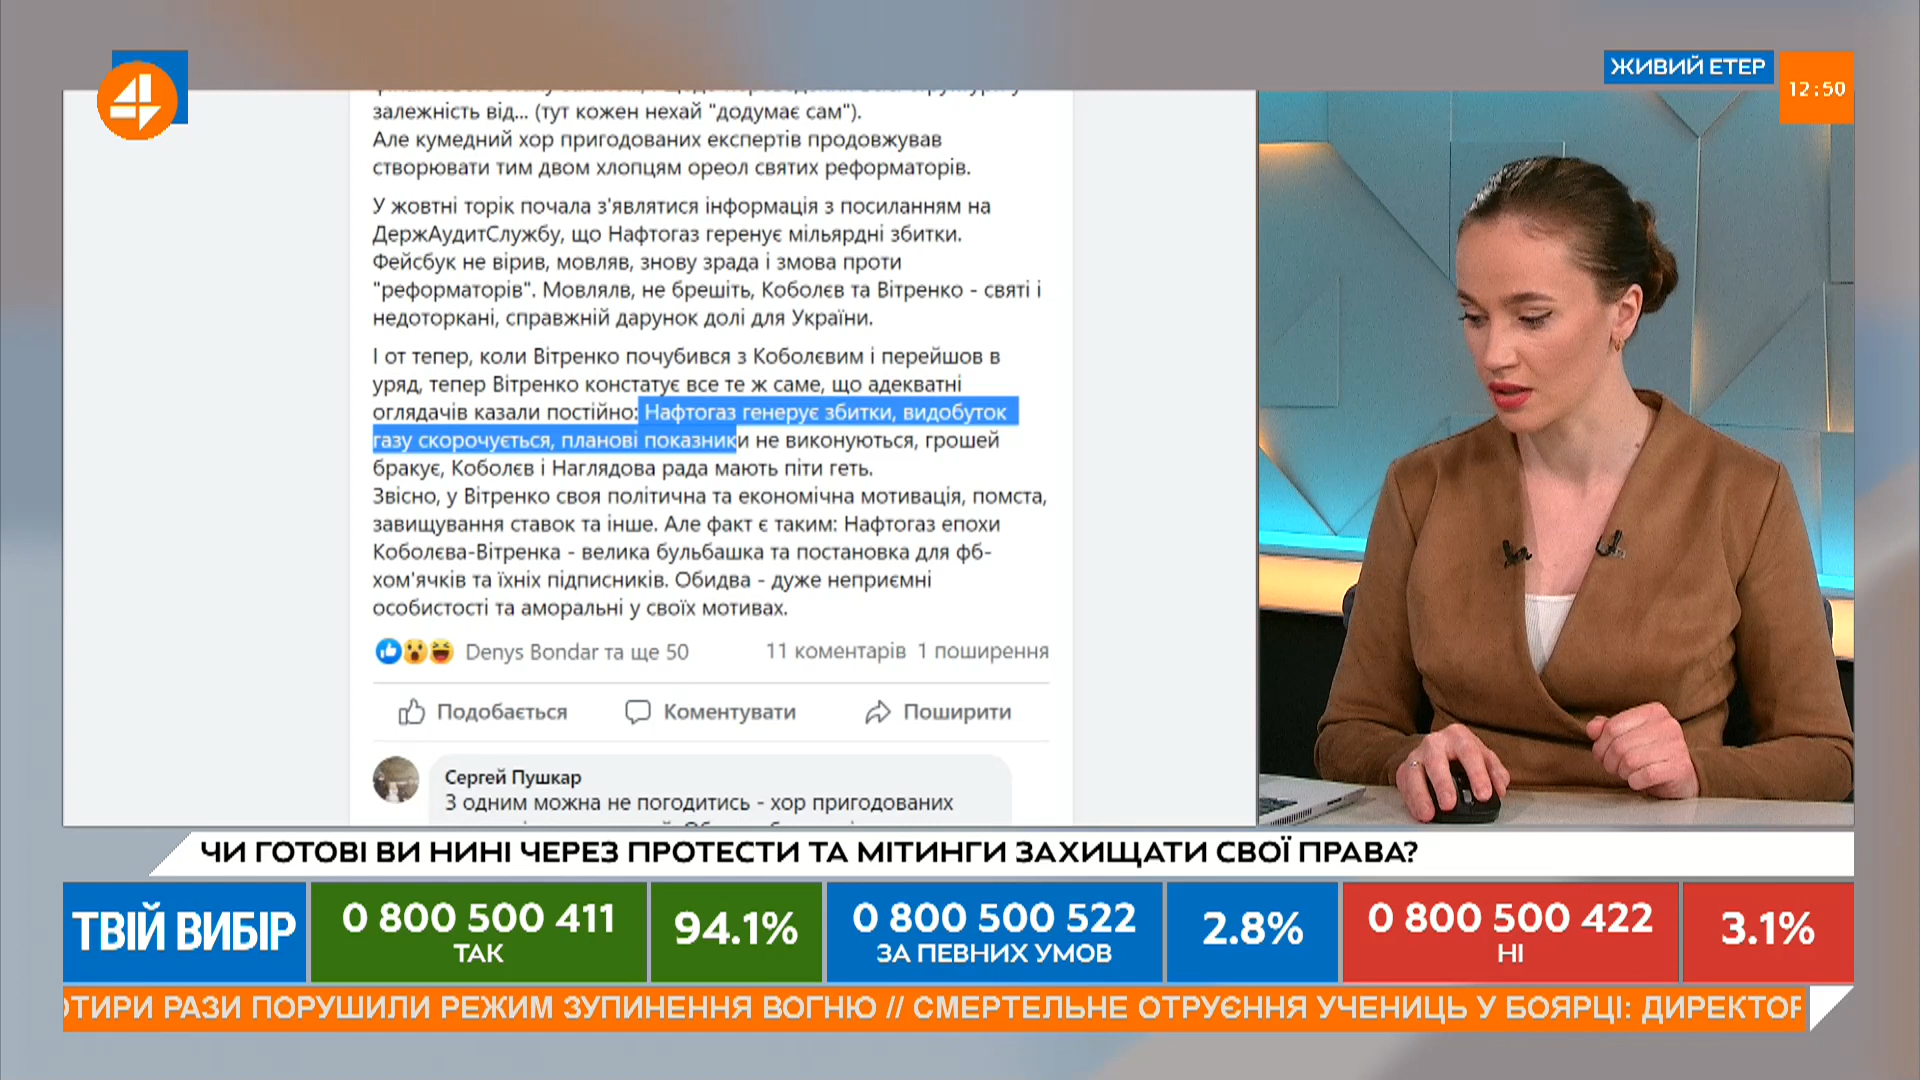 ЖИВИЙ ЕТЕР
12:50
4
залежність від... (тут кожен нехай "додумає сам").
Але кумедний хор пригодованих експертів продовжував
створювати тим двом хлопцям ореол святих реформаторів.
У жовтні торік почала з'являтися інформація з посиланням на
ДержАудитСлужбу, що Нафтогаз геренує мільярдні збитки.
Фейсбук не вірив, мовляв, знову зрада і змова проти
"реформаторів". Мовлялв, не брешіть, Коболєв та Вітренко - святі і
недоторкані, справжній дарунок долі для України.
І от тепер, коли Вітренко почубився з Коболєвим і перейшов в
уряд, тепер Вітренко констатує все те ж саме, що адекватні
оглядачів казали постійно: Нафтогаз генерує збитки, видобуток
газу скорочується, планові показники не виконуються, грошей
бракує, Коболєв і Наглядова рада мають піти геть.
Звісно, у Вітренко своя політична та економічна мотивація, помста,
завищування ставок та інше. Але факт є таким: Нафтогаз епохи
Коболєва-Вітренка - велика бульбашка та постановка для фб-
хом'ячків та їхніх підписників. Обидва - дуже неприємні
особистості та аморальні у своїх мотивах.
Denys Bondar та ще 50 11 коментарів 1 поширення
Подобається Коментувати Поширити
Сергей Пушкар
З одним можна не погодитись - хор пригодованих
ЧИ ГОТОВІ ВИ НИНІ ЧЕРЕЗ ПРОТЕСТИ ТА МІТИНГИ ЗАХИЩАТИ СВОЇ ПРАВА?
ТВІЙ ВИБІР
0 800 500 411
ТАК
94.1%
0 800 500 522
ЗА ПЕВНИХ УМОВ
2.8%
0 800 500 422
НІ
3.1%
ОТИРИ РАЗИ ПОРУШИЛИ РЕЖИМ ЗУПИНЕННЯ ВОГНЮ // СМЕРТЕЛЬНЕ ОТРУЄННЯ УЧЕНИЦЬ У БОЯРЦІ: ДИРЕКТОР